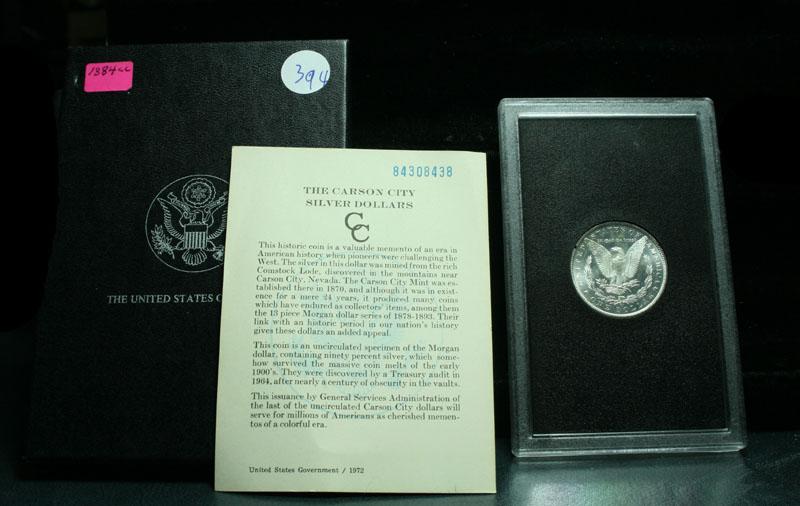 1884cc
394
THE UNITED STATES O
84308438
THE CARSON CITY
SILVER DOLLARS
CC
This historic coin is a valuable memento of an era in
American history when pioneers were challenging the
West. The silver in this dollar was mined from the rich
Comstock Lode, discovered in the mountains near
Carson City, Nevada. The Carson City Mint was es-
tablished there in 1870, and although it was in exist-
ence for a mere 24 years, it produced many coins
which have endured as collectors' items, among them
the 13 piece Morgan dollar series of 1878-1893. Their
link with an historic period in our nation's history
gives these dollars an added appeal.
This coin is an uncirculated specimen of the Morgan
dollar, containing ninety percent silver, which some-
how survived the massive coin melts of the early
1900's. They were discovered by a Treasury audit in
1964, after nearly a century of obscurity in the vaults.
This issuance by General Services Administration of
the last of the uncirculated Carson City dollars will
serve for millions of Americans as cherished memen-
tos of a colorful era.
United States Government / 1972